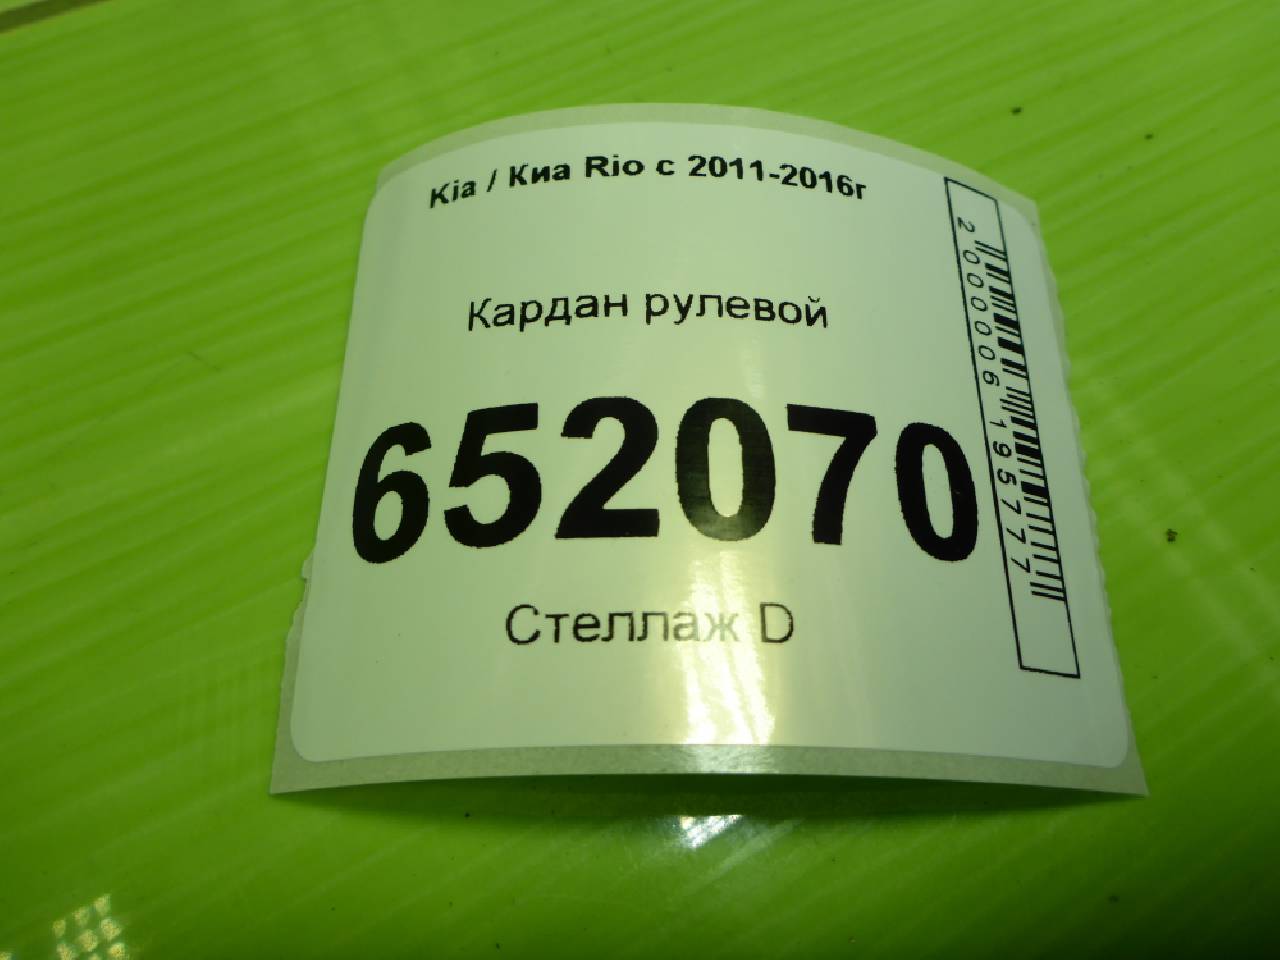 Kia / Киа Rio с 2011-2016г
Кардан рулевой
652070
Стеллаж D
2000006195777